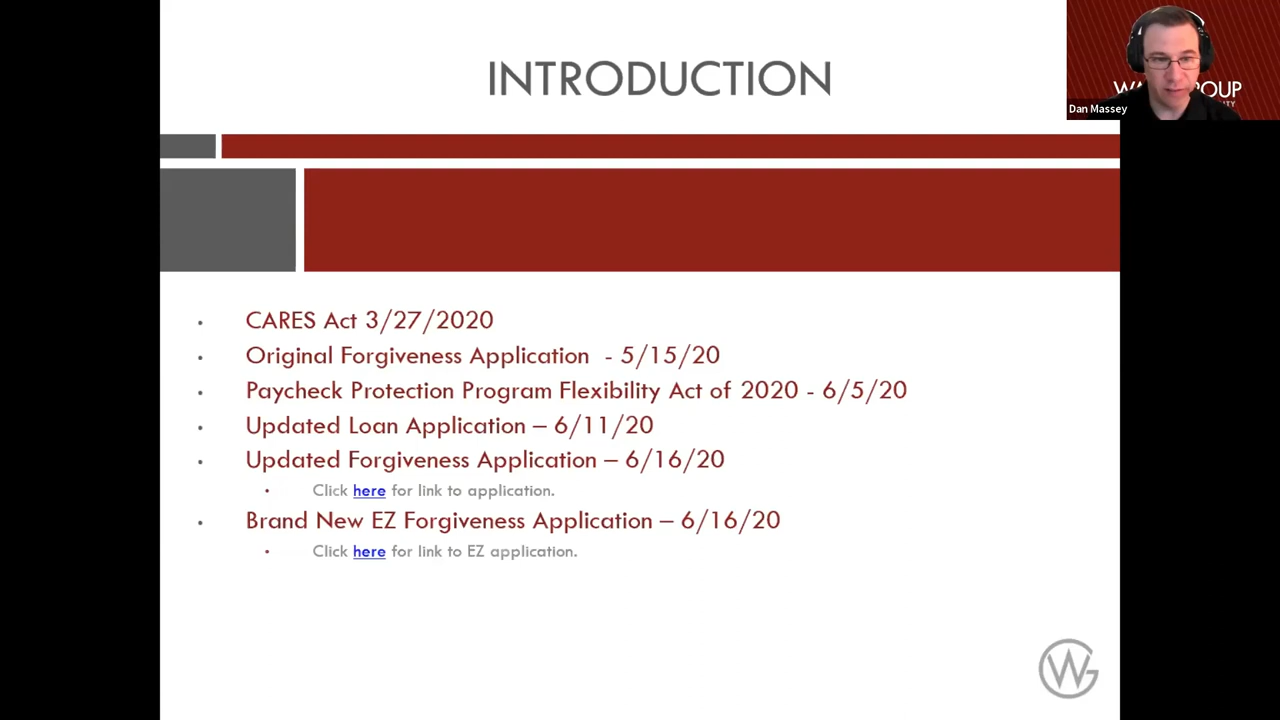 INTRODUCTION
Dan Massey
CARES Act 3/27/2020
Original Forgiveness Application - 5/15/20
Paycheck Protection Program Flexibility Act of 2020 - 6/5/20
Updated Loan Application – 6/11/20
Updated Forgiveness Application – 6/16/20
Click here for link to application.
Brand New EZ Forgiveness Application – 6/16/20
Click here for link to EZ application.